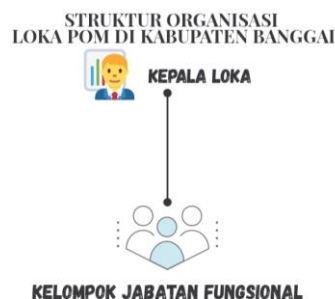 STRUKTUR ORGANISASI
LOKA POM DI KABUPATEN BANGGAI
KEPALA LOKA
KELOMPOK JABATAN FUNGSIONAL